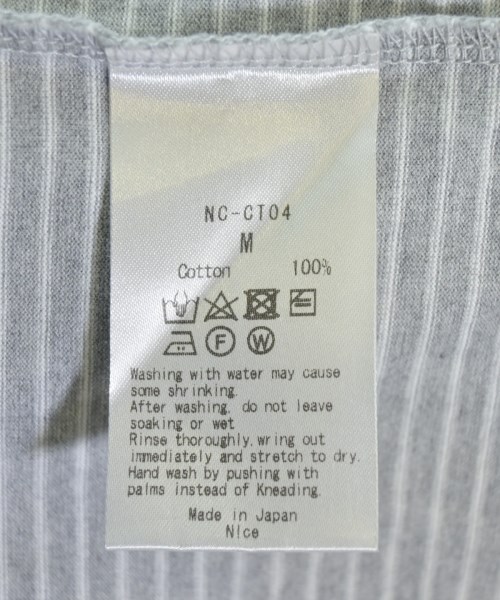 NC-CT04
M
Cotton 100%
F W
Washing with water may cause
some shrinking.
After washing, do not leave
soaking or wet
Rinse thoroughly,wring out
immediately and stretch to dry.
Hand wash by pushing with
palms instead of Kneading.
Made in Japan
NIce